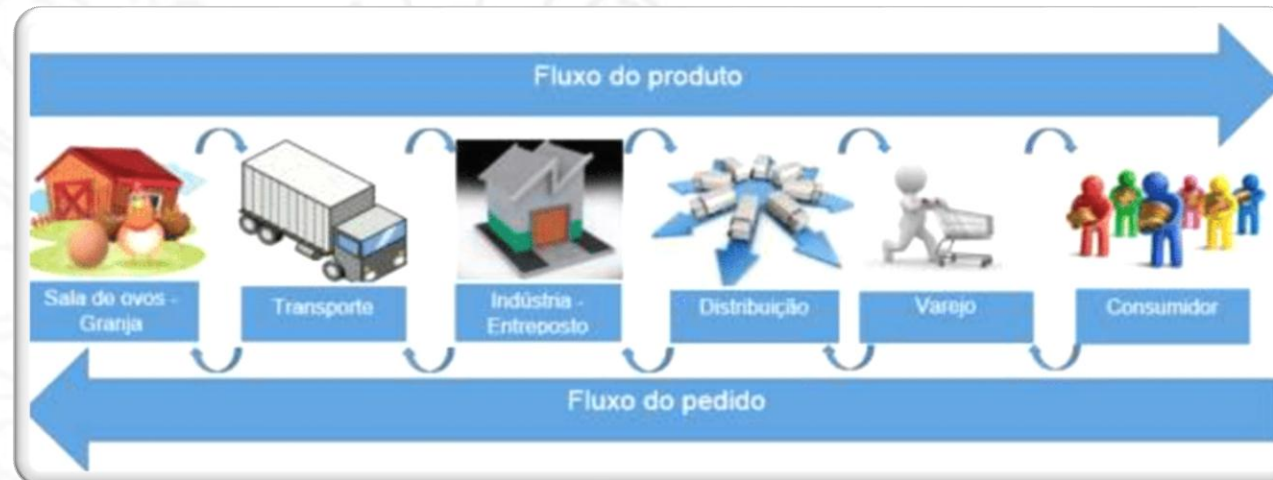 Fluxo do produto
Sala de ovos -
Granja
Transporte
Indústria -
Entreposto
Distribuição
Varejo
Consumidor
Fluxo do pedido